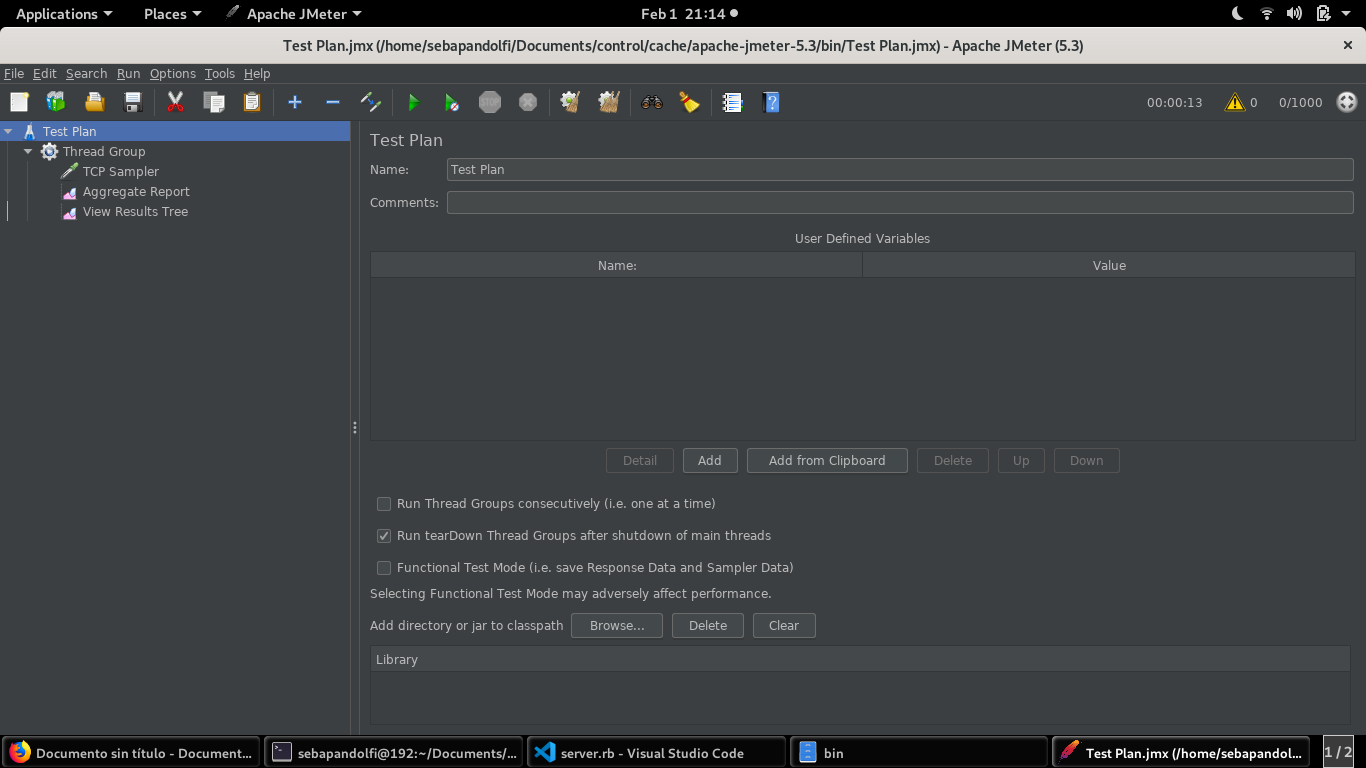 Applications Places Apache JMeter Feb 1 21:14
Test Plan.jmx (/home/sebapandolfi/Documents/control/cache/apache-jmeter-5.3/bin/Test Plan.jmx) - Apache JMeter (5.3)
File Edit Search Run Options Tools Help
STOP 00:00:13 0 0/1000
Test Plan
Thread Group
TCP Sampler
Aggregate Report
View Results Tree
Test Plan
Name: Test Plan
Comments:
User Defined Variables
Name: Value
Detail Add Add from Clipboard Delete Up Down
Run Thread Groups consecutively (i.e. one at a time)
Run tearDown Thread Groups after shutdown of main threads
Functional Test Mode (i.e. save Response Data and Sampler Data)
Selecting Functional Test Mode may adversely affect performance.
Add directory or jar to classpath Browse... Delete Clear
Library
Documento sin título - Document... sebapandolfi@192:~/Documents/... server.rb - Visual Studio Code bin Test Plan.jmx (/home/sebapandol... 1 / 2